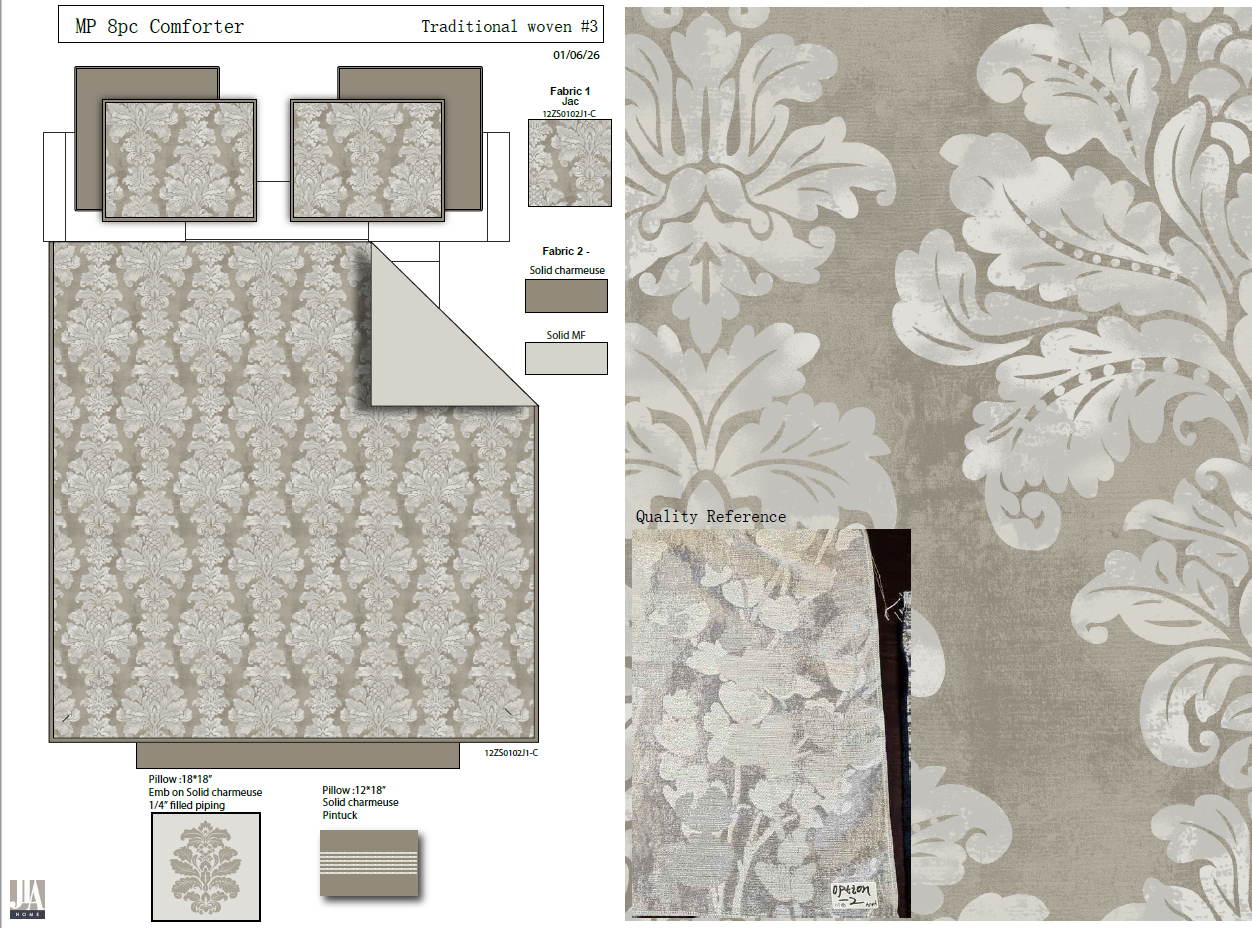 MP 8pc Comforter
Traditional woven #3
01/06/26
Fabric 1
Jac
12ZS0102J1-C
Fabric 2 -
Solid charmeuse
Solid MF
12ZS0102J1-C
Pillow :18*18”
Emb on Solid charmeuse
1/4” filled piping
Pillow :12*18”
Solid charmeuse
Pintuck
Quality Reference
option
-2
JLA
HOME